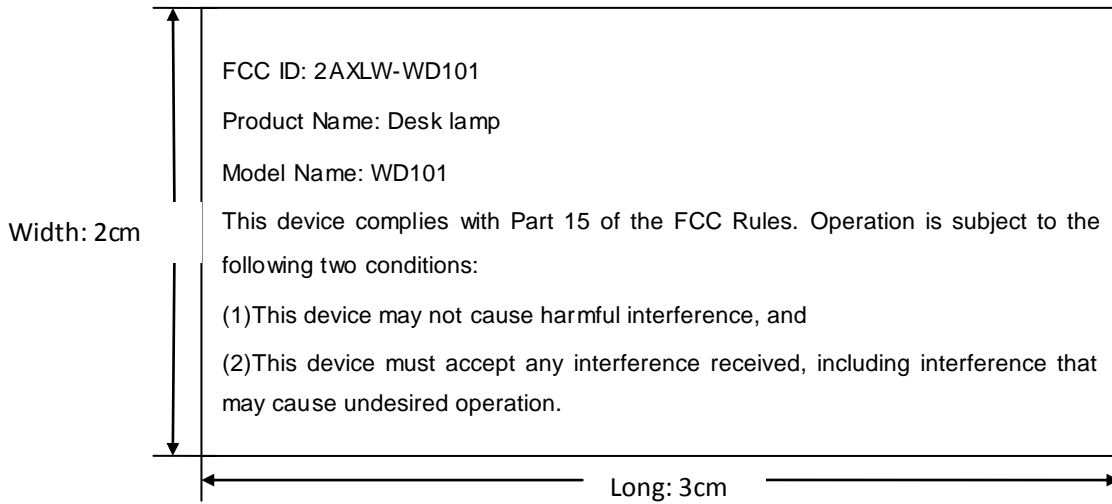 FCC ID: 2AXLW-WD101
Product Name: Desk lamp
Model Name: WD101
This device complies with Part 15 of the FCC Rules. Operation is subject to the
Width: 2cm
following two conditions:
(1)This device may not cause harmful interference, and
(2)This device must accept any interference received, including interference that
may cause undesired operation.
Long: 3cm